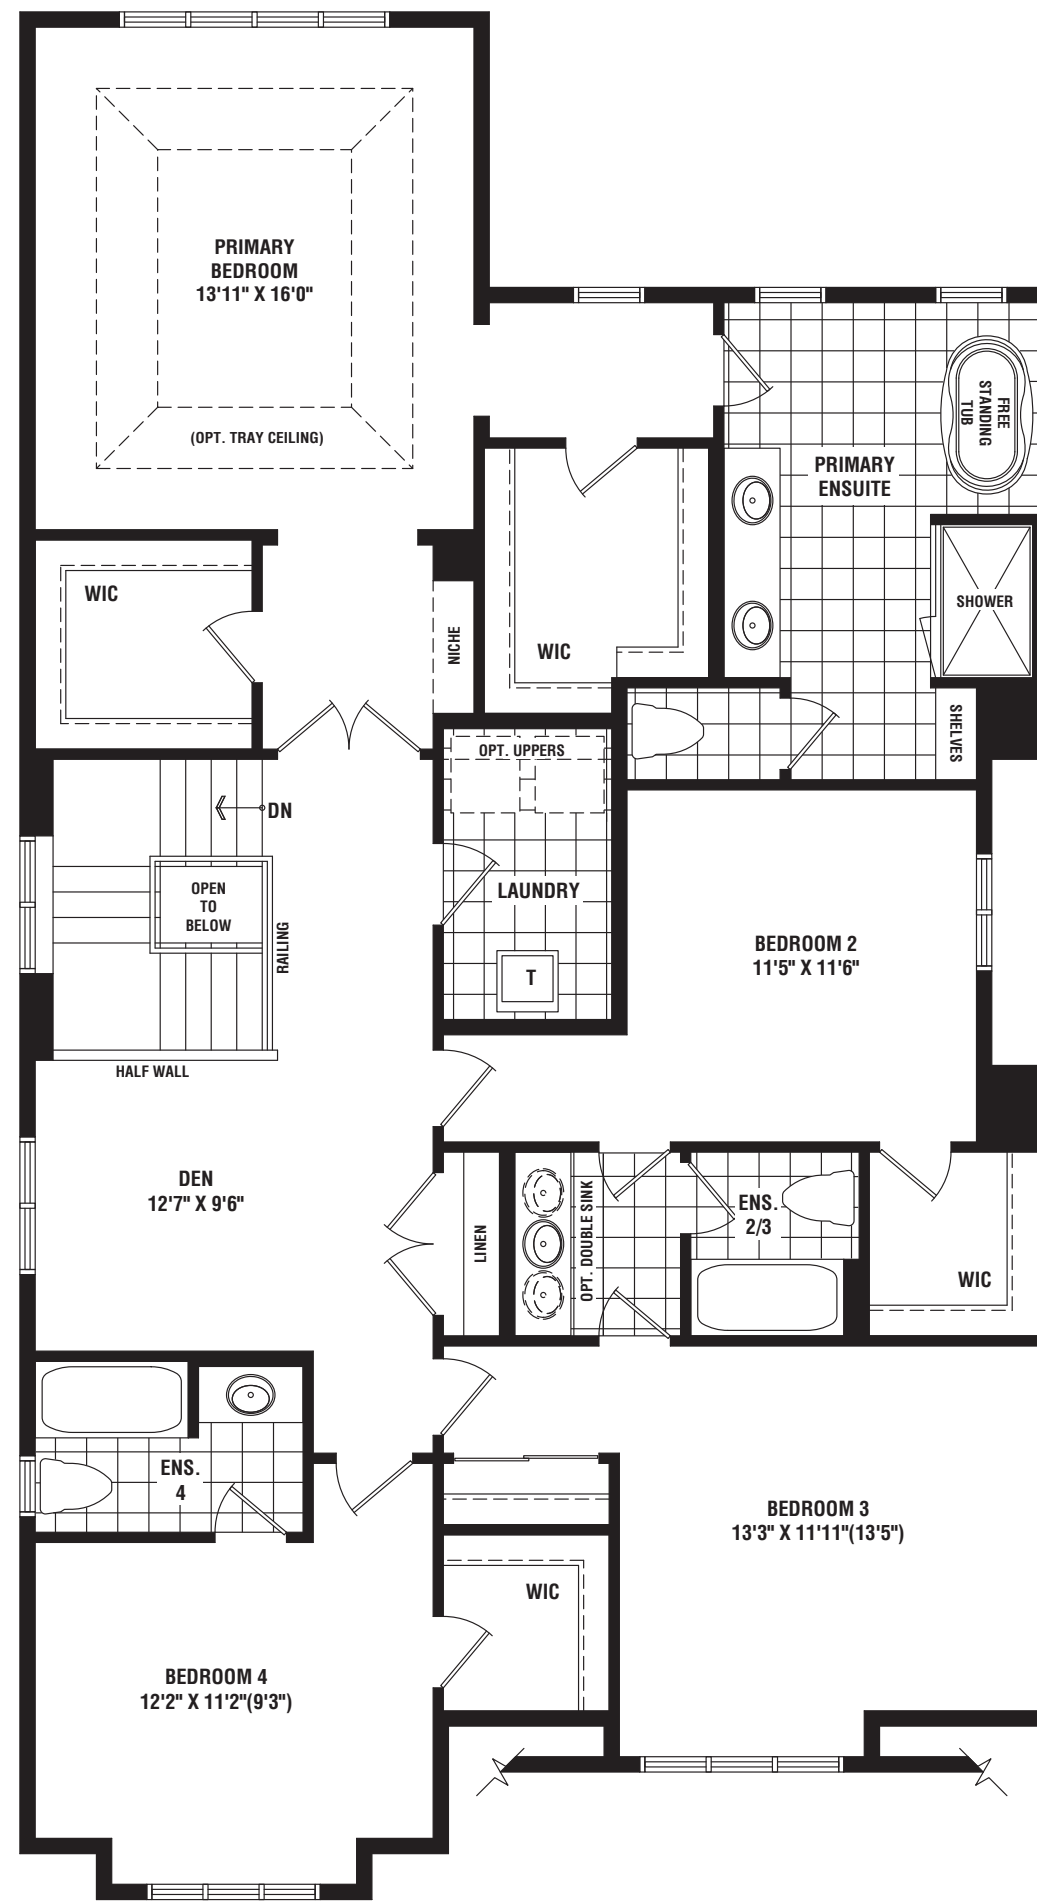 PRIMARY
BEDROOM
13'11" X 16'0"
(OPT. TRAY CEILING)
FREE
STANDING
TUB
PRIMARY
ENSUITE
WIC
NICHE
WIC
SHOWER
SHELVES
OPT. UPPERS
DN
OPEN
TO
BELOW
RAILING
LAUNDRY
T
BEDROOM 2
11'5" X 11'6"
HALF WALL
DEN
12'7" X 9'6"
LINEN
OPT. DOUBLE SINK
ENS.
2/3
WIC
ENS.
4
BEDROOM 3
13'3" X 11'11"(13'5")
WIC
BEDROOM 4
12'2" X 11'2"(9'3")